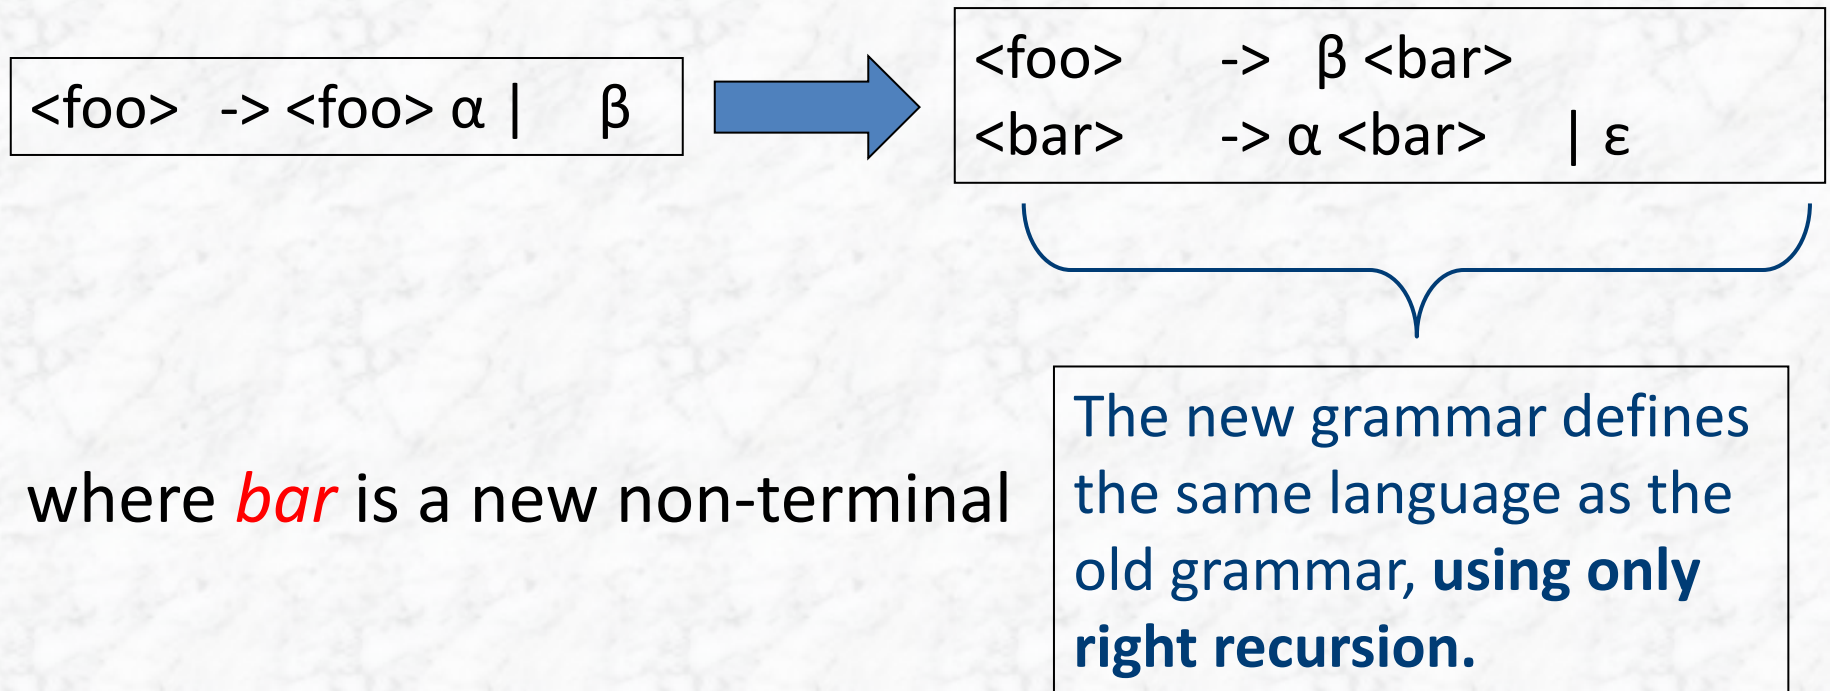 <foo> -> <foo> α | β
<foo> -> β <bar>
<bar> -> α <bar> | ε
where bar is a new non-terminal
The new grammar defines
the same language as the
old grammar, using only
right recursion.